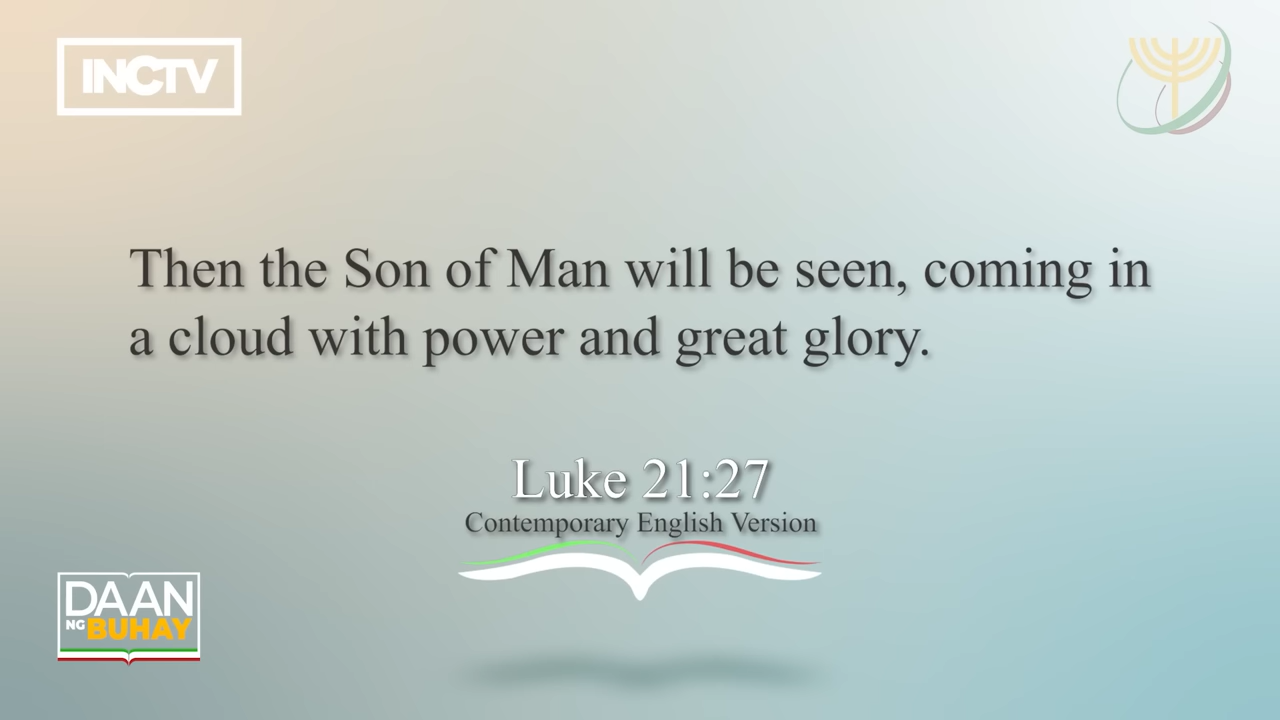 INCTV
Then the Son of Man will be seen, coming in
a cloud with power and great glory.
Luke 21:27
Contemporary English Version
DAAN
NG BUHAY